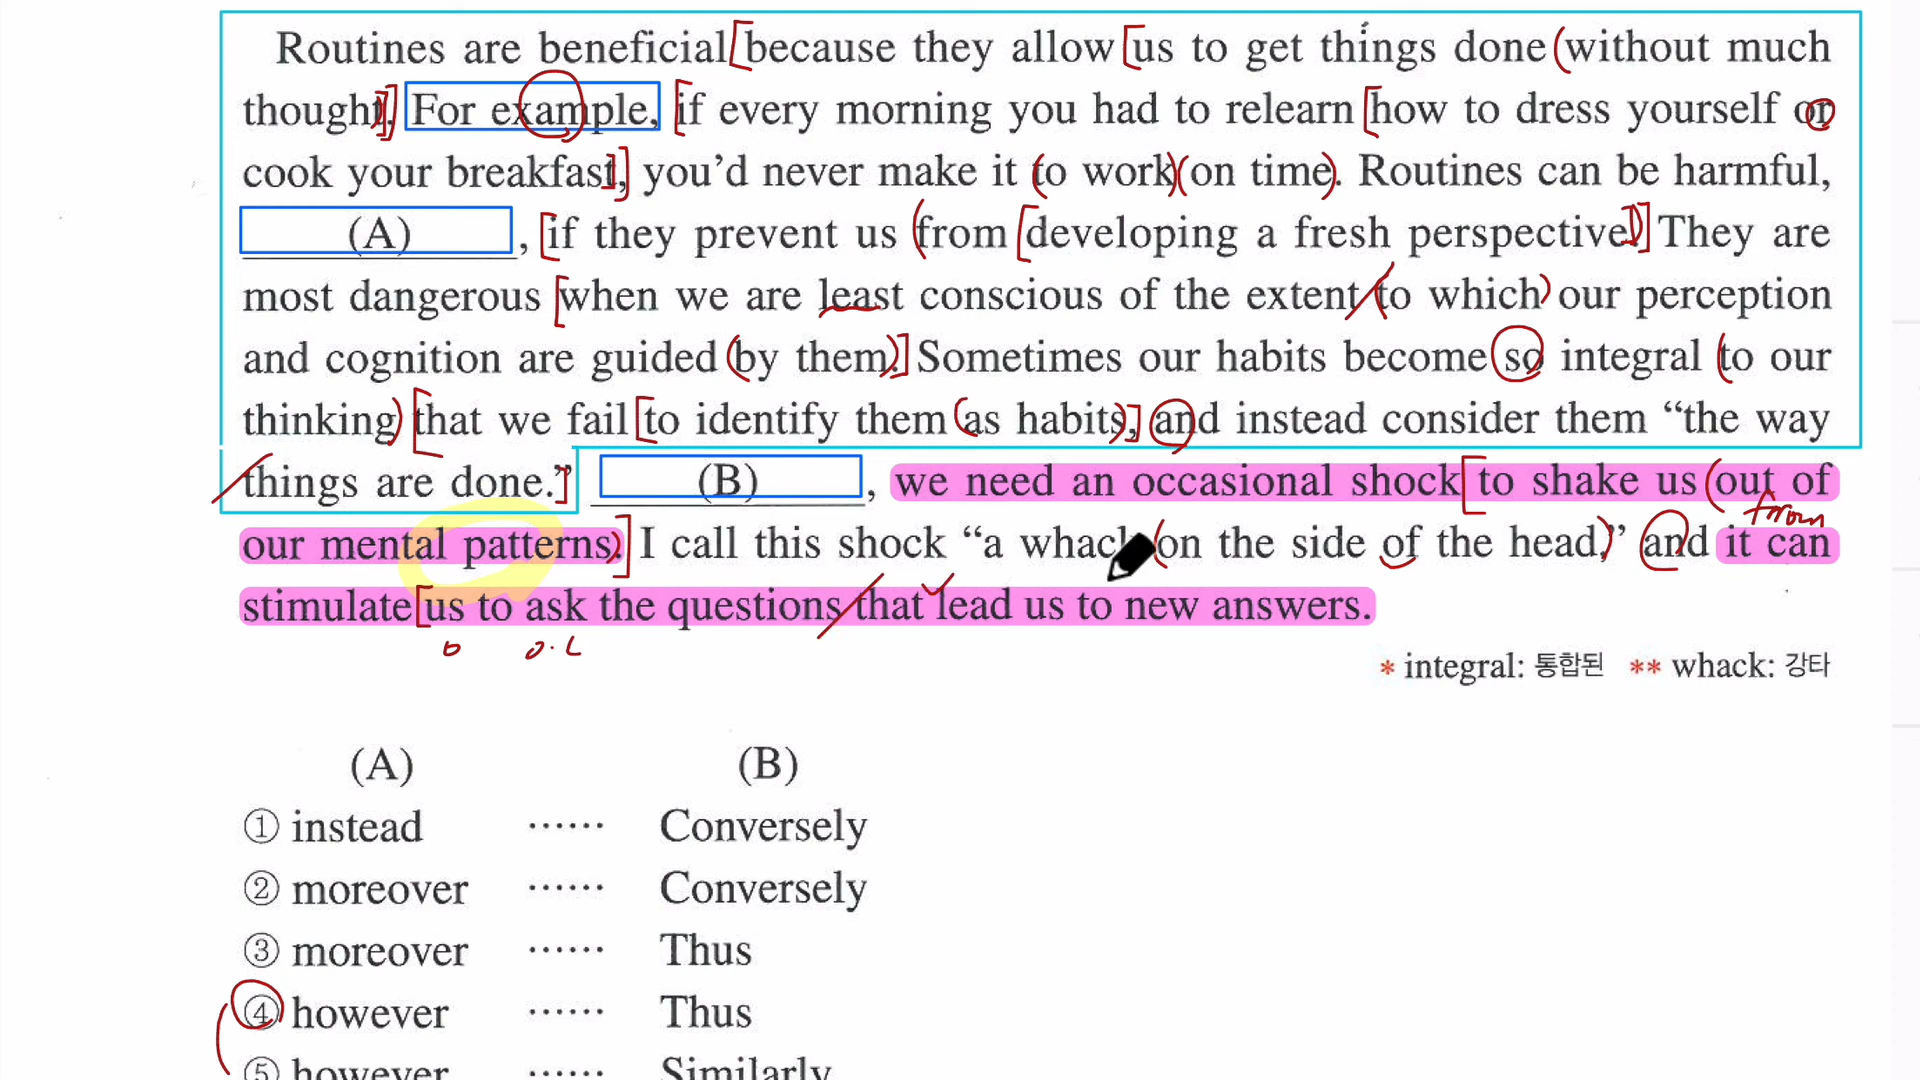 Routines are beneficial because they allow us to get things done without much
thought. For example, if every morning you had to relearn how to dress yourself or
cook your breakfast, you'd never make it to work on time. Routines can be harmful,
(A) , if they prevent us from developing a fresh perspective. They are
most dangerous when we are least conscious of the extent to which our perception
and cognition are guided by them. Sometimes our habits become so integral to our
thinking that we fail to identify them as habits, and instead consider them “the way
things are done.” (B) , we need an occasional shock to shake us out of
from
our mental patterns. I call this shock “a whack on the side of the head,” and it can
stimulate us to ask the questions that lead us to new answers.
o o.c
* integral: 통합된 ** whack: 강타
(A) (B)
① instead …… Conversely
② moreover …… Conversely
③ moreover …… Thus
④ however …… Thus
⑤ however …… Similarly